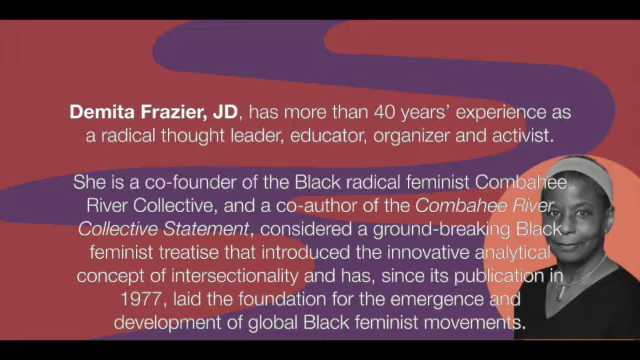 Demita Frazier, JD, has more than 40 years' experience as
a radical thought leader, educator, organizer and activist.
She is a co-founder of the Black radical feminist Combahee
River Collective, and a co-author of the Combahee River
Collective Statement, considered a ground-breaking Black
feminist treatise that introduced the innovative analytical
concept of intersectionality and has, since its publication in
1977, laid the foundation for the emergence and
development of global Black feminist movements.